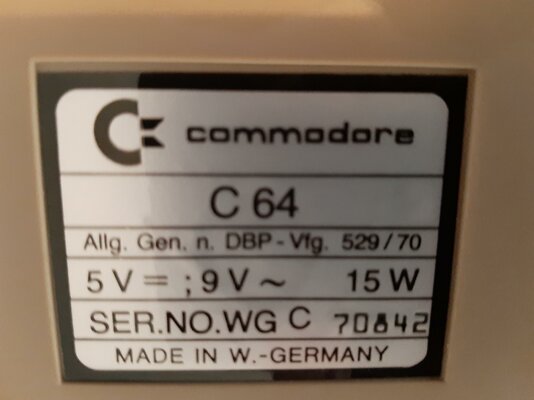 commodore
C 64
Allg. Gen. n. DBP - Vfg. 529 / 70
5 V = ; 9 V ~ 15 W
SER.NO.WG C 70842
MADE IN W.-GERMANY